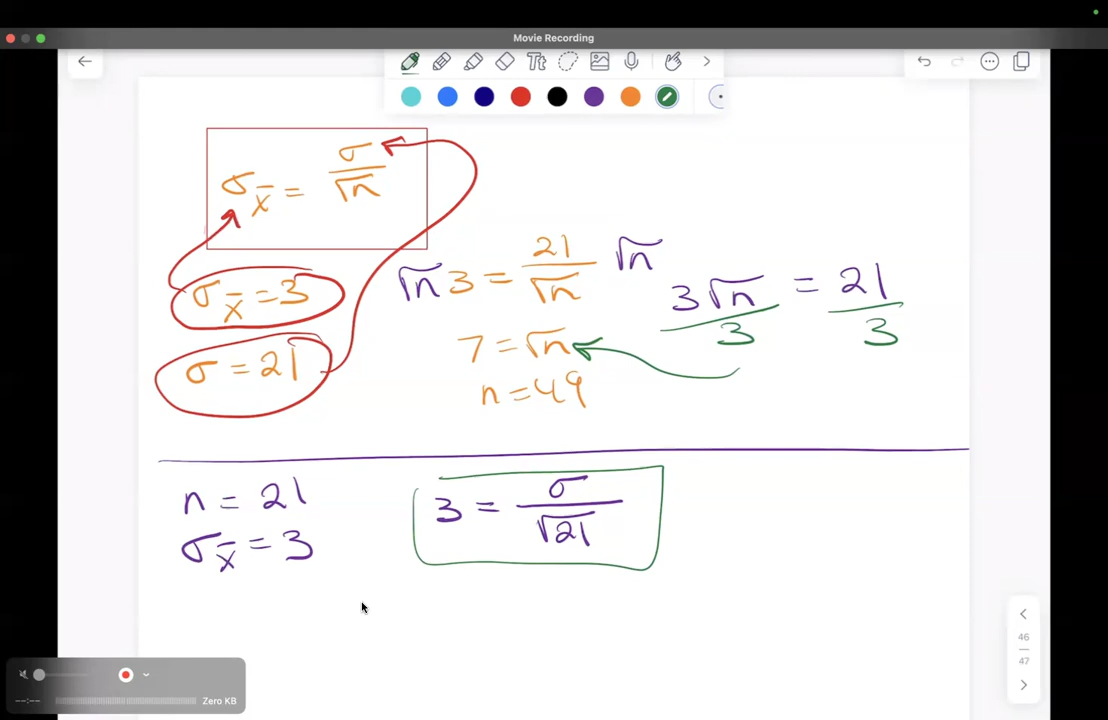 Movie Recording
Tt
σx̄ = σ/√n
σx̄ = 3
σ = 21
√n 3 = 21/√n √n
3√n/3 = 21/3
7 = √n
n = 49
n = 21
σx̄ = 3
3 = σ/√21
46
47
--:--
Zero KB